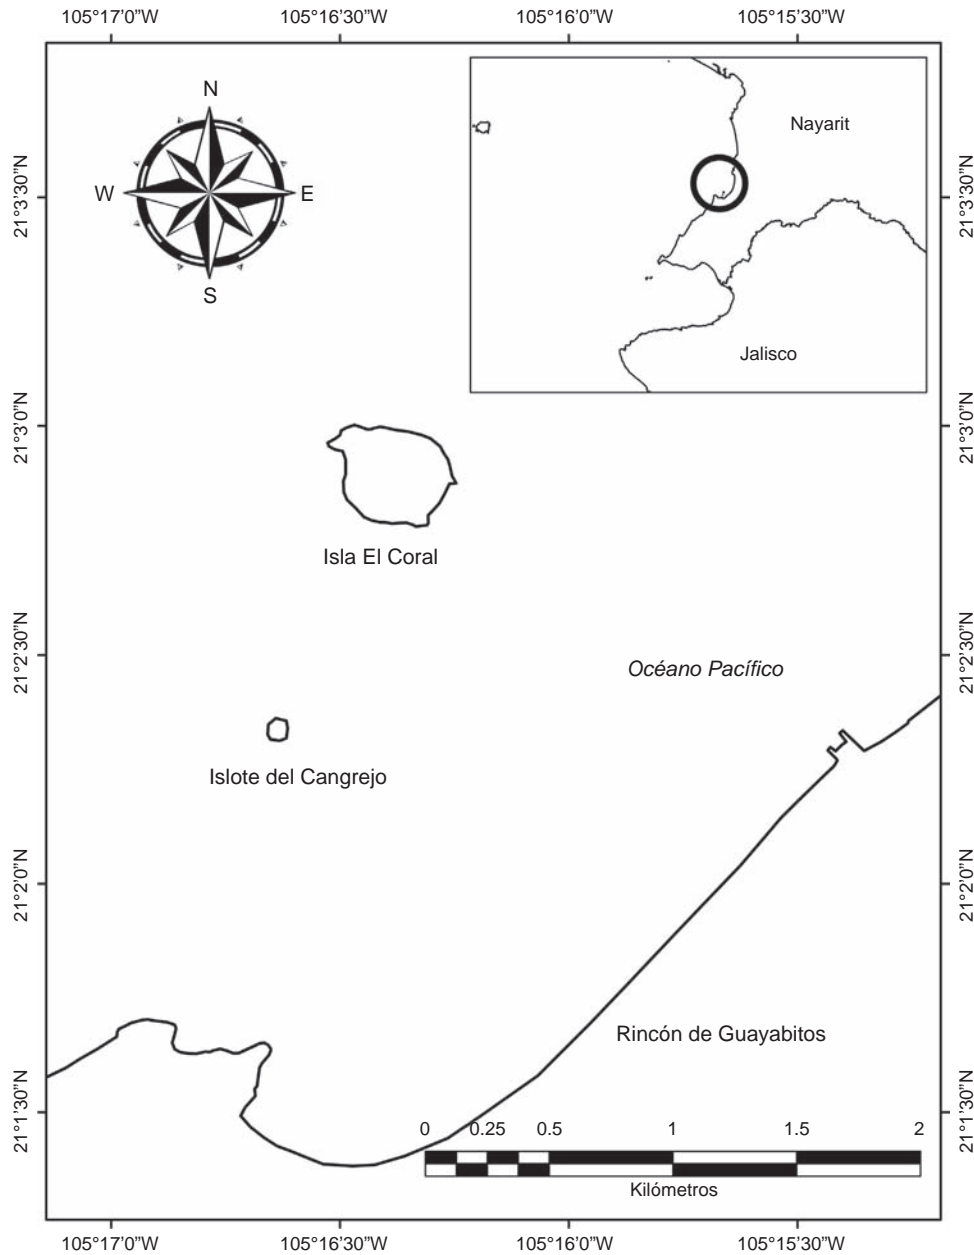 105°17’0”W 105°16’30”W 105°16’0”W 105°15’30”W
N
W E
S
Nayarit
Jalisco
21°3’30”N 21°3’30”N
21°3’0”N 21°3’0”N
Isla El Coral
21°2’30”N 21°2’30”N
Océano Pacífico
Islote del Cangrejo
21°2’0”N 21°2’0”N
Rincón de Guayabitos
21°1’30”N 21°1’30”N
0 0.25 0.5 1 1.5 2
Kilómetros
105°17’0”W 105°16’30”W 105°16’0”W 105°15’30”W